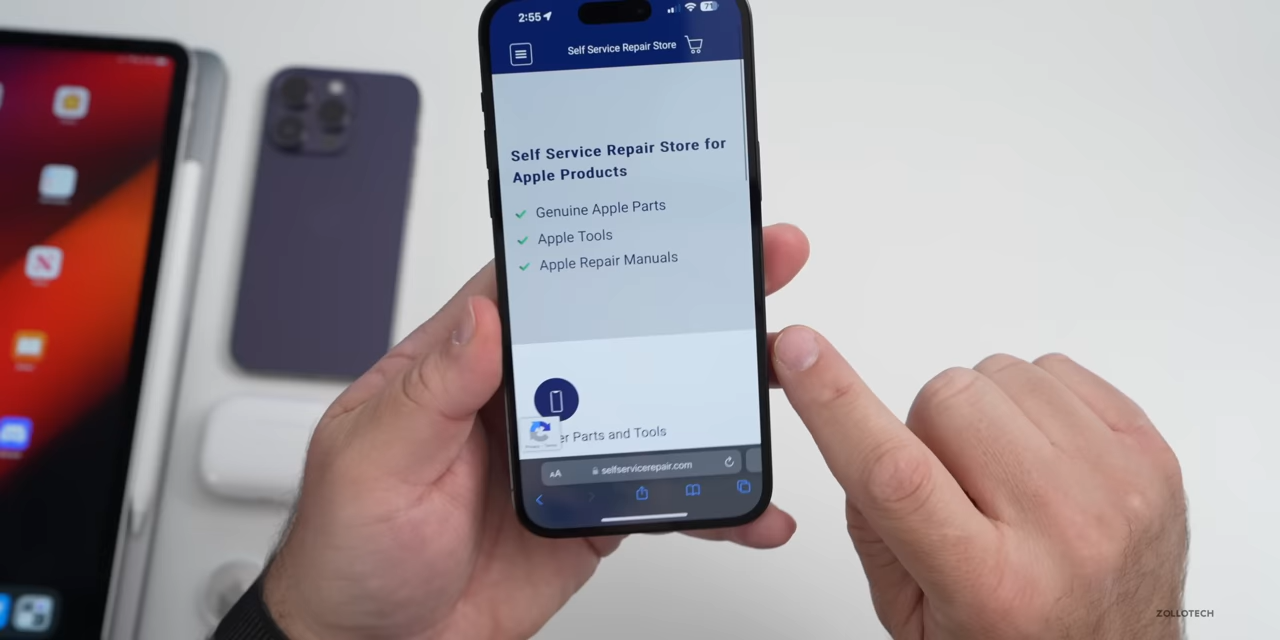 2:55
71
Self Service Repair Store
Self Service Repair Store for
Apple Products
Genuine Apple Parts
Apple Tools
Apple Repair Manuals
er Parts and Tools
AA
selfservicerepair.com
ZOLLOTECH